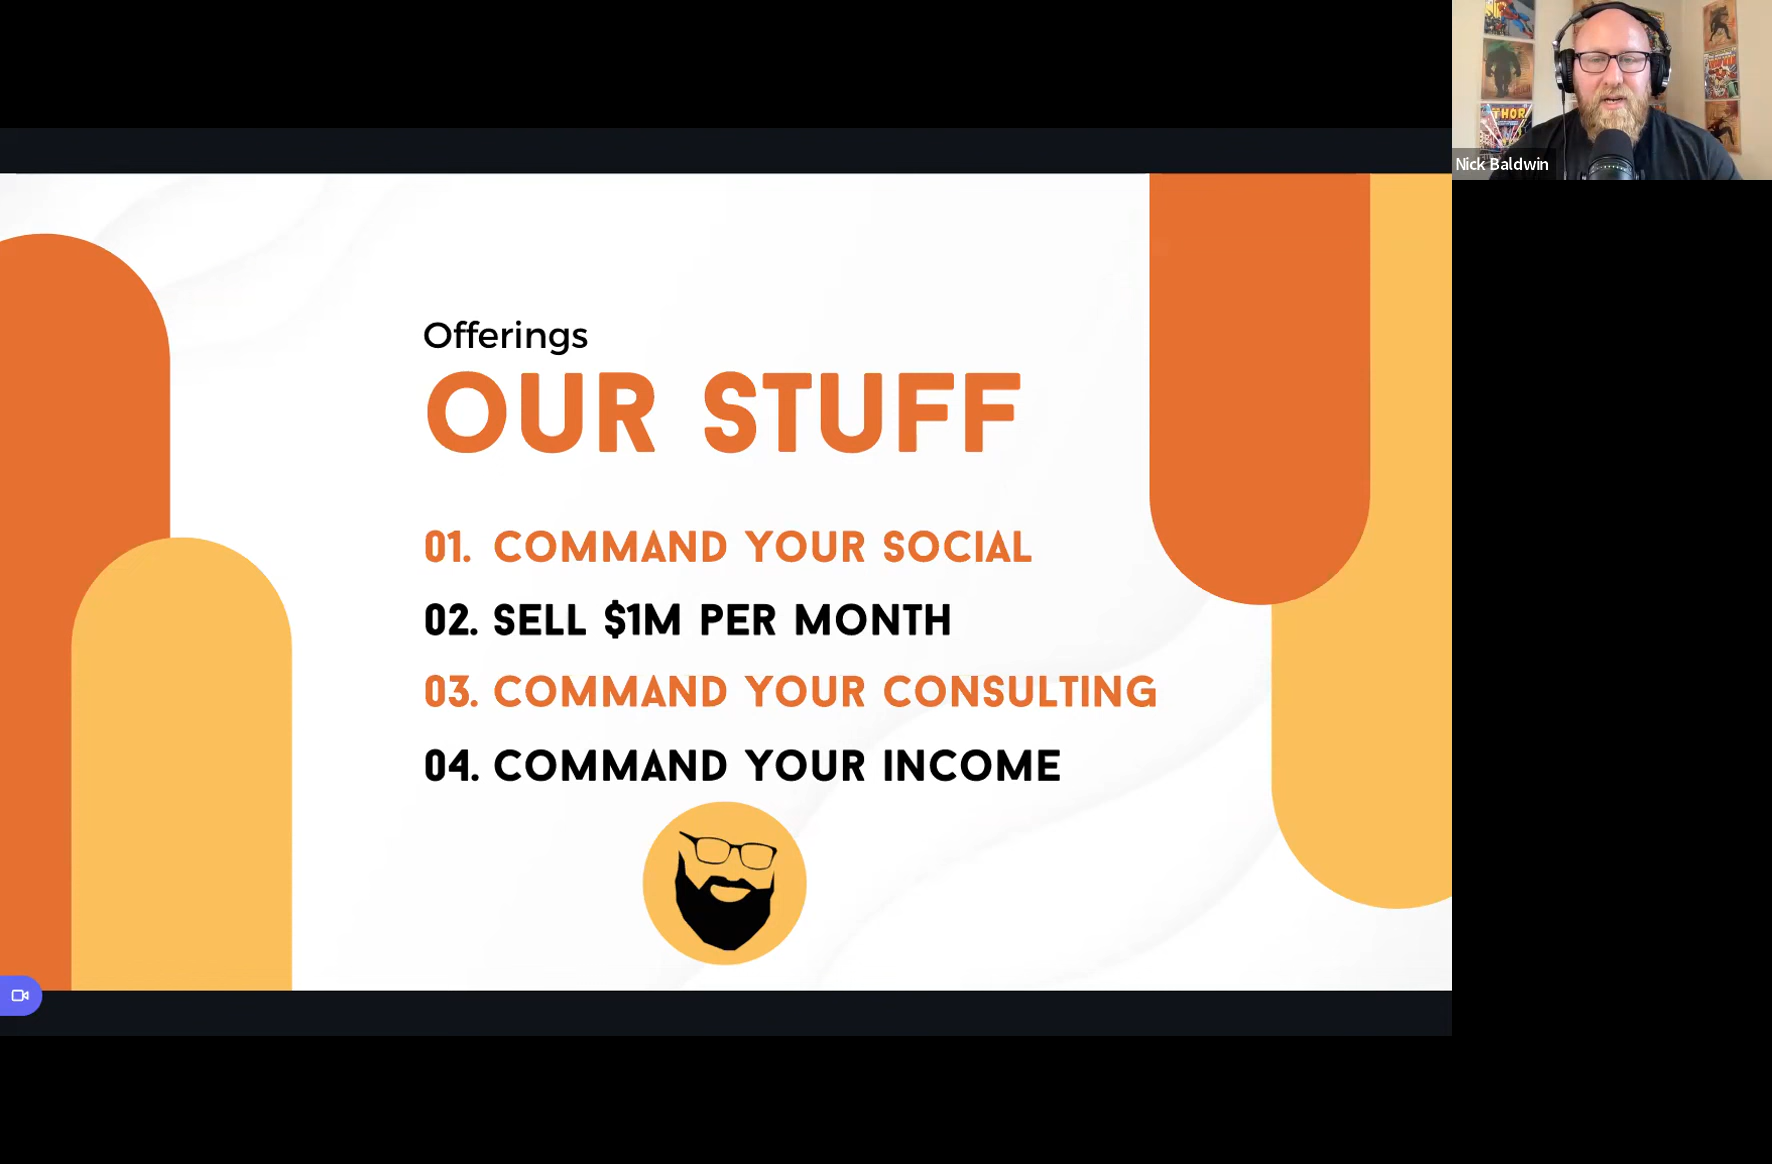 Offerings
OUR STUFF
01. COMMAND YOUR SOCIAL
02. SELL $1M PER MONTH
03. COMMAND YOUR CONSULTING
04. COMMAND YOUR INCOME
THOR
Nick Baldwin